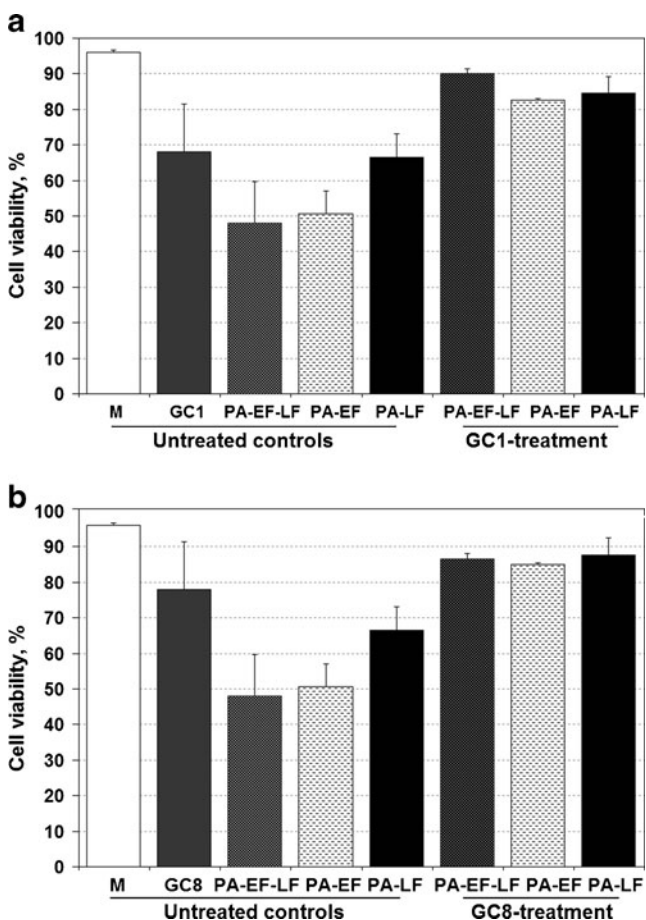 a
100
90
80
70
60
50
40
30
20
10
0
Cell viability, %
M GC1 PA-EF-LF PA-EF PA-LF PA-EF-LF PA-EF PA-LF
Untreated controls GC1-treatment
b
100
90
80
70
60
50
40
30
20
10
0
Cell viability, %
M GC8 PA-EF-LF PA-EF PA-LF PA-EF-LF PA-EF PA-LF
Untreated controls GC8-treatment